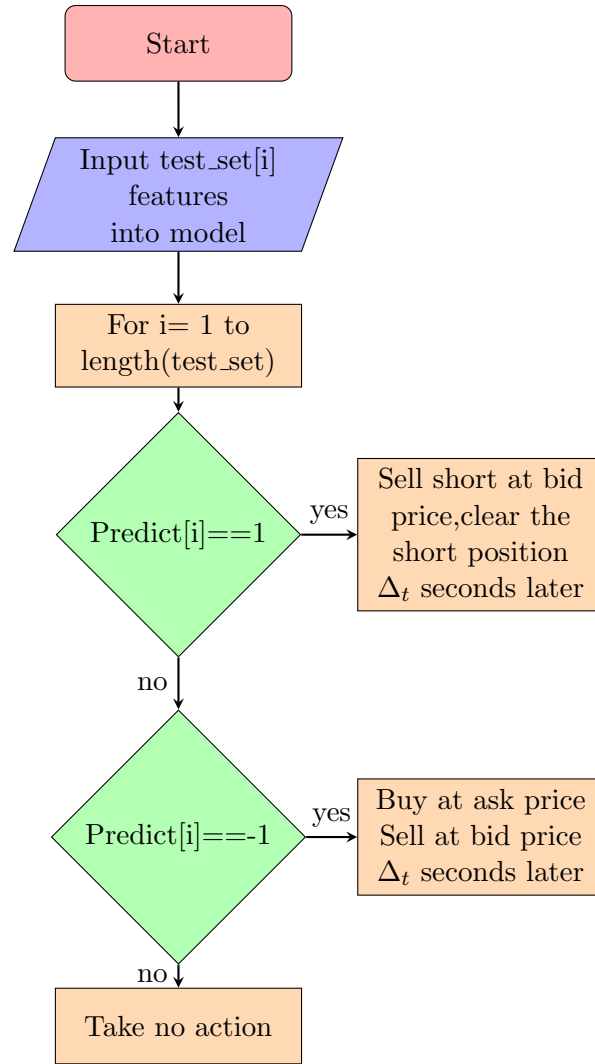 Start
Input test_set[i]
features
into model
For i= 1 to
length(test_set)
Predict[i]==1
yes
Sell short at bid
price,clear the
short position
Δₜ seconds later
no
Predict[i]==-1
yes
Buy at ask price
Sell at bid price
Δₜ seconds later
no
Take no action